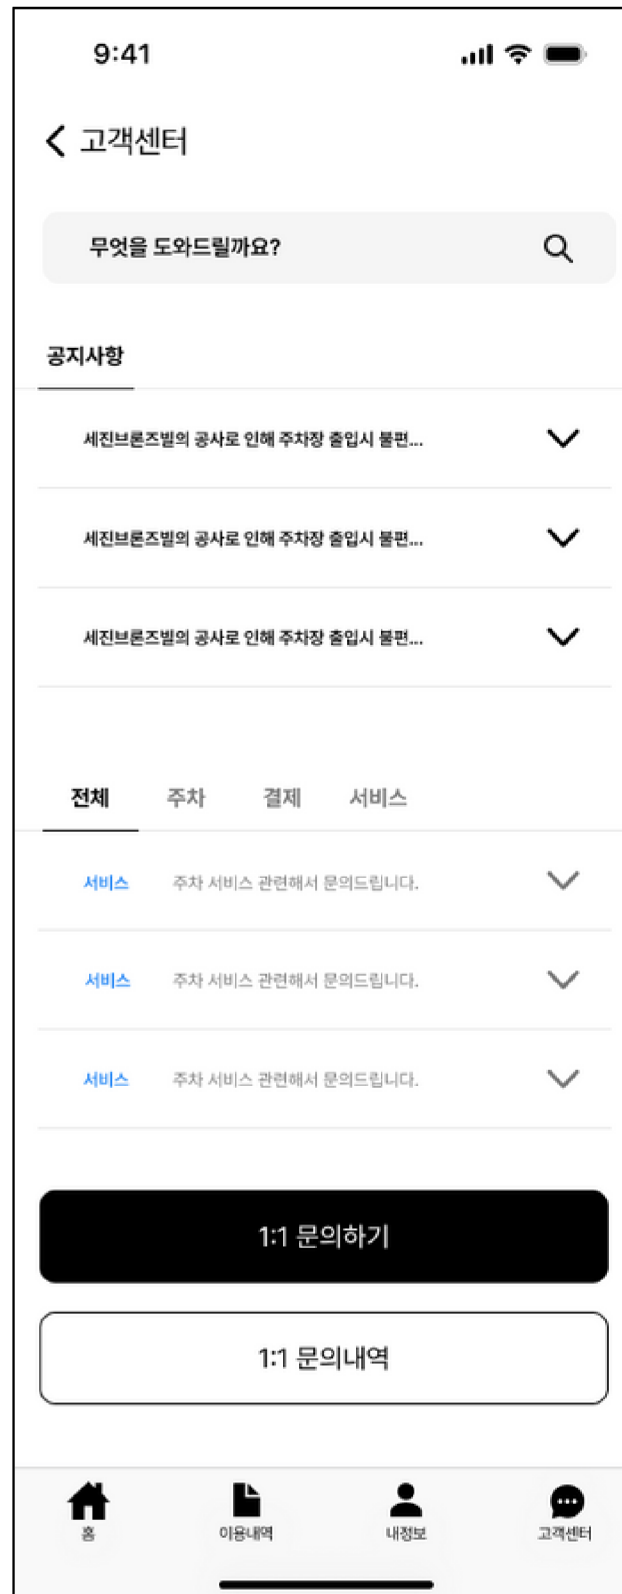 9:41
고객센터
무엇을 도와드릴까요?
공지사항
세진브론즈빌의 공사로 인해 주차장 출입시 불편...
세진브론즈빌의 공사로 인해 주차장 출입시 불편...
세진브론즈빌의 공사로 인해 주차장 출입시 불편...
전체 주차 결제 서비스
서비스 주차 서비스 관련해서 문의드립니다.
서비스 주차 서비스 관련해서 문의드립니다.
서비스 주차 서비스 관련해서 문의드립니다.
1:1 문의하기
1:1 문의내역
홈 이용내역 내정보 고객센터